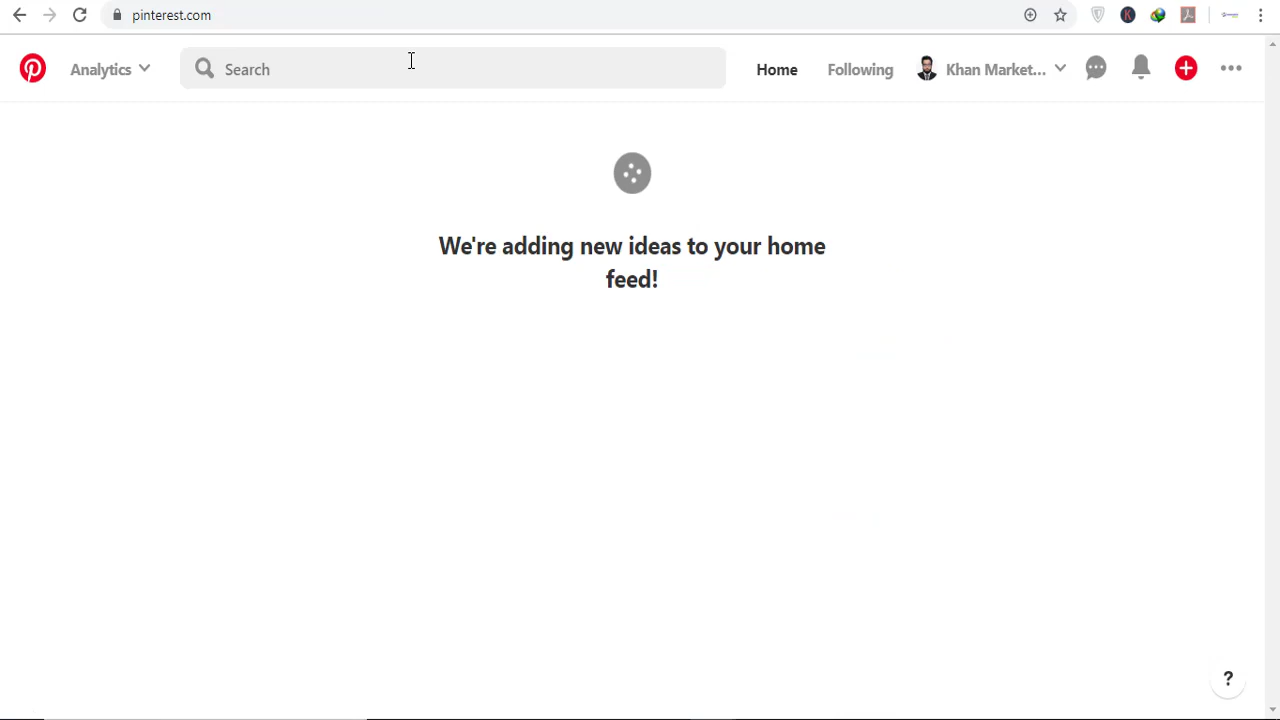 pinterest.com
Analytics
Search
Home
Following
Khan Market...
We're adding new ideas to your home
feed!
?